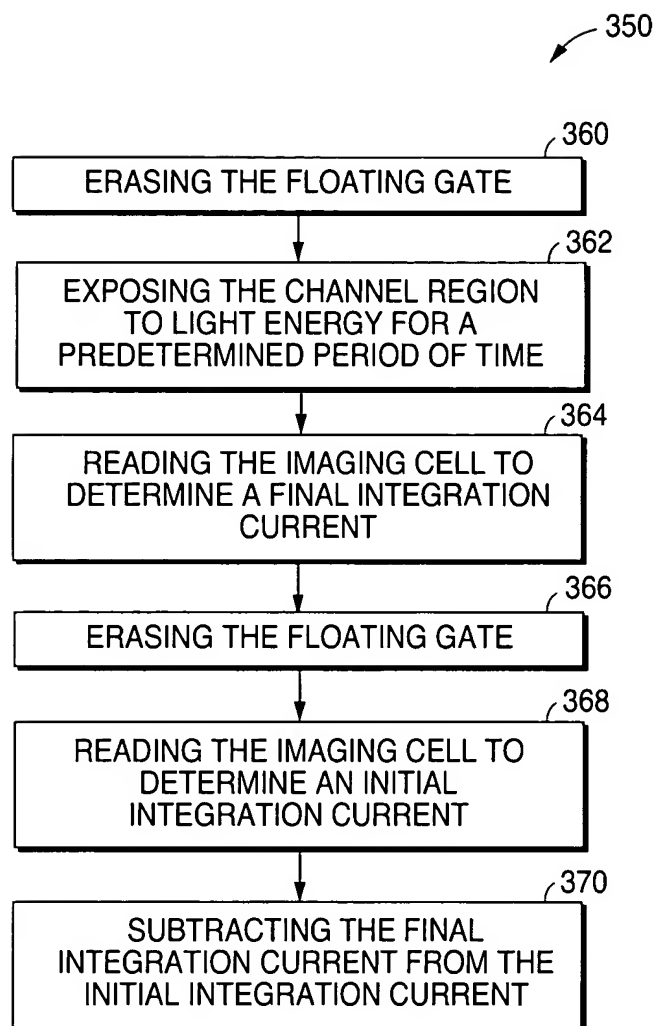 350
360
ERASING THE FLOATING GATE
362
EXPOSING THE CHANNEL REGION
TO LIGHT ENERGY FOR A
PREDETERMINED PERIOD OF TIME
364
READING THE IMAGING CELL TO
DETERMINE A FINAL INTEGRATION
CURRENT
366
ERASING THE FLOATING GATE
368
READING THE IMAGING CELL TO
DETERMINE AN INITIAL
INTEGRATION CURRENT
370
SUBTRACTING THE FINAL
INTEGRATION CURRENT FROM THE
INITIAL INTEGRATION CURRENT